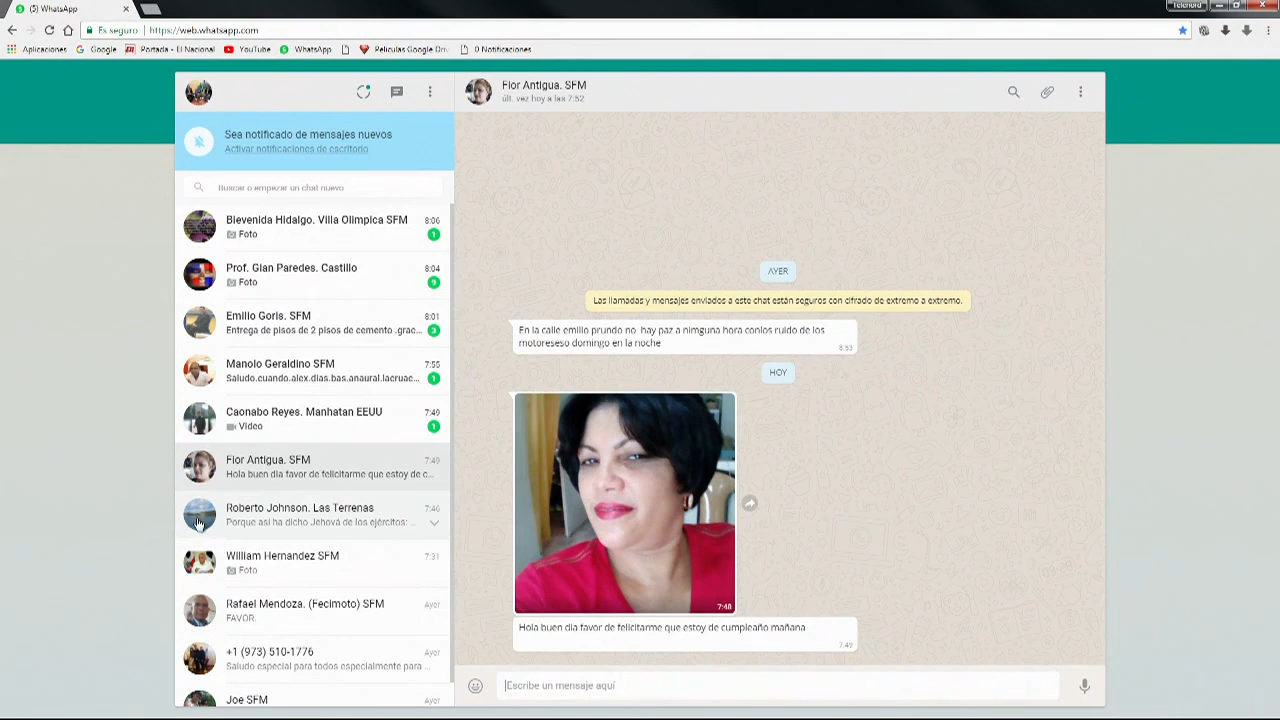 (5) WhatsApp
Telenord
Es seguro
https://web.whatsapp.com
Aplicaciones
Google
Portada - El Nacional
YouTube
WhatsApp
Peliculas Google Dri
0 Notificaciones
Sea notificado de mensajes nuevos
Activar notificaciones de escritorio
Buscar o empezar un chat nuevo
Bievenida Hidalgo. Villa Olimpica SFM 8:06
Foto 1
Prof. Gian Paredes. Castillo 8:04
Foto 9
Emilio Goris. SFM 8:01
Entrega de pisos de 2 pisos de cemento .grac... 3
Manolo Geraldino SFM 7:55
Saludo.cuando.alex.dias.bas.anaural.lacruac... 1
Caonabo Reyes. Manhatan EEUU 7:49
Video 1
Flor Antigua. SFM 7:49
Hola buen dia favor de felicitarme que estoy de c...
Roberto Johnson. Las Terrenas 7:46
Porque así ha dicho Jehová de los ejércitos: ...
William Hernandez SFM 7:31
Foto
Rafael Mendoza. (Fecimoto) SFM Ayer
FAVOR.
+1 (973) 510-1776 Ayer
Saludo especial para todos especialmente para ...
Joe SFM Ayer
Flor Antigua. SFM
últ. vez hoy a las 7:52
AYER
Las llamadas y mensajes enviados a este chat están seguros con cifrado de extremo a extremo.
En la calle emilio prundo no hay paz a nimguna hora conlos ruido de los
motoreseso domingo en la noche
8:53
HOY
7:48
Hola buen dia favor de felicitarme que estoy de cumpleaño mañana
7:49
Escribe un mensaje aquí